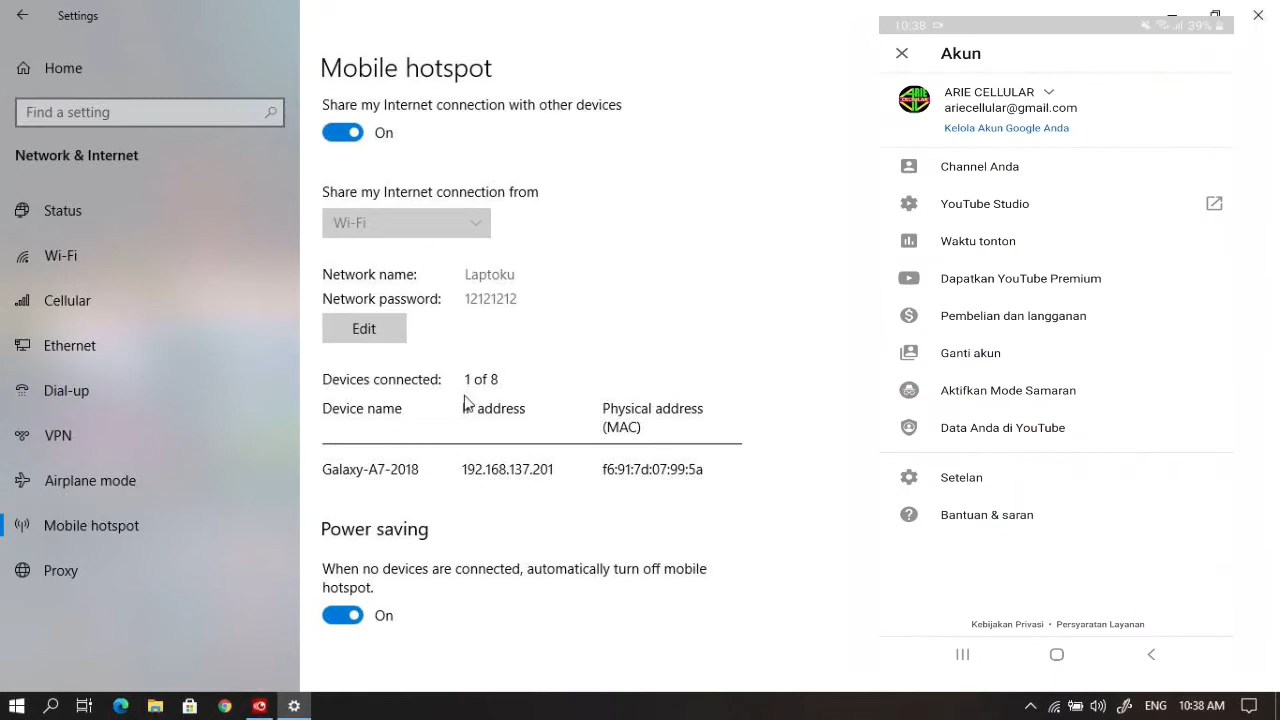 Settings
Home
Find a setting
Network & Internet
Status
Wi-Fi
Cellular
Ethernet
Dial-up
VPN
Airplane mode
Mobile hotspot
Proxy
Mobile hotspot
Share my Internet connection with other devices
On
Share my Internet connection from
Wi-Fi
Network name: Laptoku
Network password: 12121212
Edit
Devices connected: 1 of 8
Device name address Physical address
(MAC)
Galaxy-A7-2018 192.168.137.201 f6:91:7d:07:99:5a
Power saving
When no devices are connected, automatically turn off mobile
hotspot.
On
10.38 39%
Akun
ARIE CELLULAR
ariecellular@gmail.com
Kelola Akun Google Anda
Channel Anda
YouTube Studio
Waktu tonton
Dapatkan YouTube Premium
Pembelian dan langganan
Ganti akun
Aktifkan Mode Samaran
Data Anda di YouTube
Setelan
Bantuan & saran
Kebijakan Privasi • Persyaratan Layanan
ENG 10:38 AM